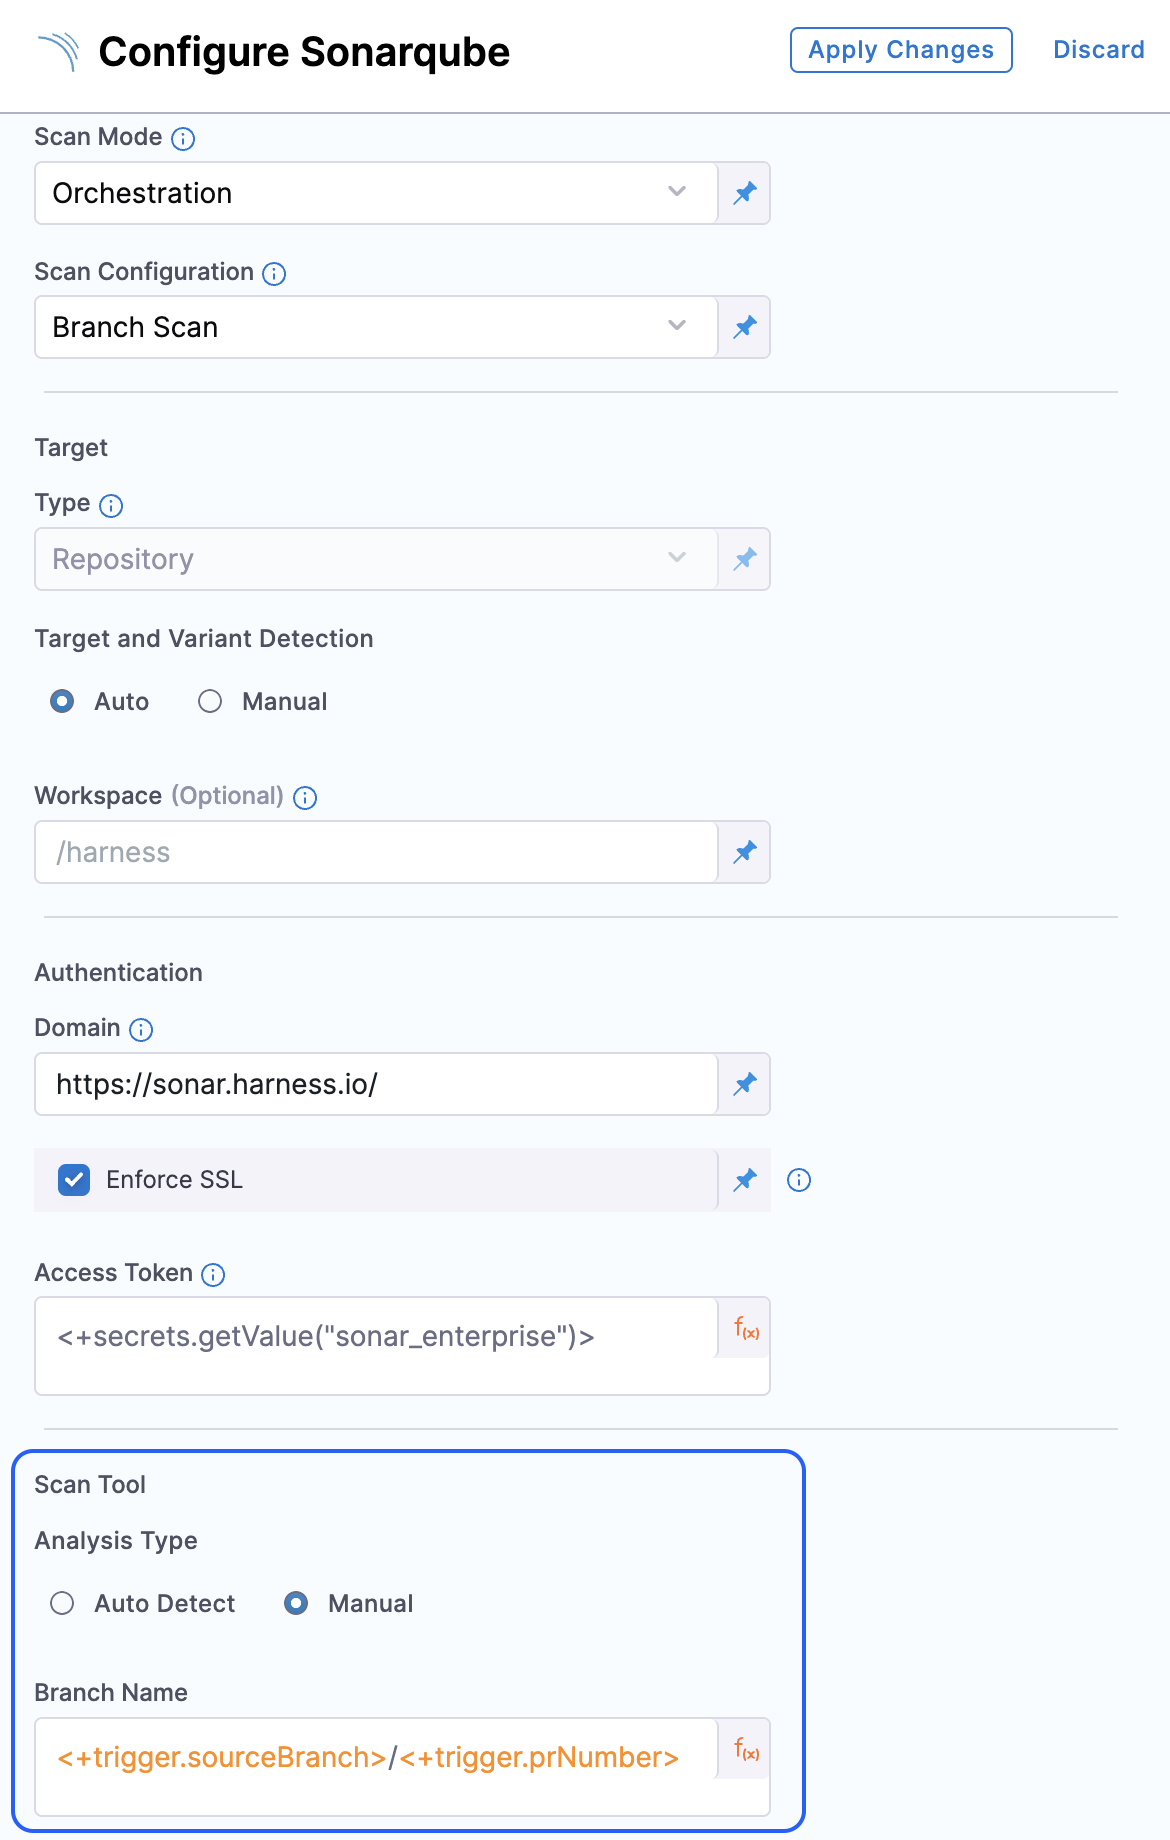 Configure Sonarqube
Apply Changes
Discard
Scan Mode
Orchestration
Scan Configuration
Branch Scan
Target
Type
Repository
Target and Variant Detection
Auto
Manual
Workspace (Optional)
/harness
Authentication
Domain
https://sonar.harness.io/
Enforce SSL
Access Token
<+secrets.getValue("sonar_enterprise")>
f(x)
Scan Tool
Analysis Type
Auto Detect
Manual
Branch Name
<+trigger.sourceBranch>/<+trigger.prNumber>
f(x)